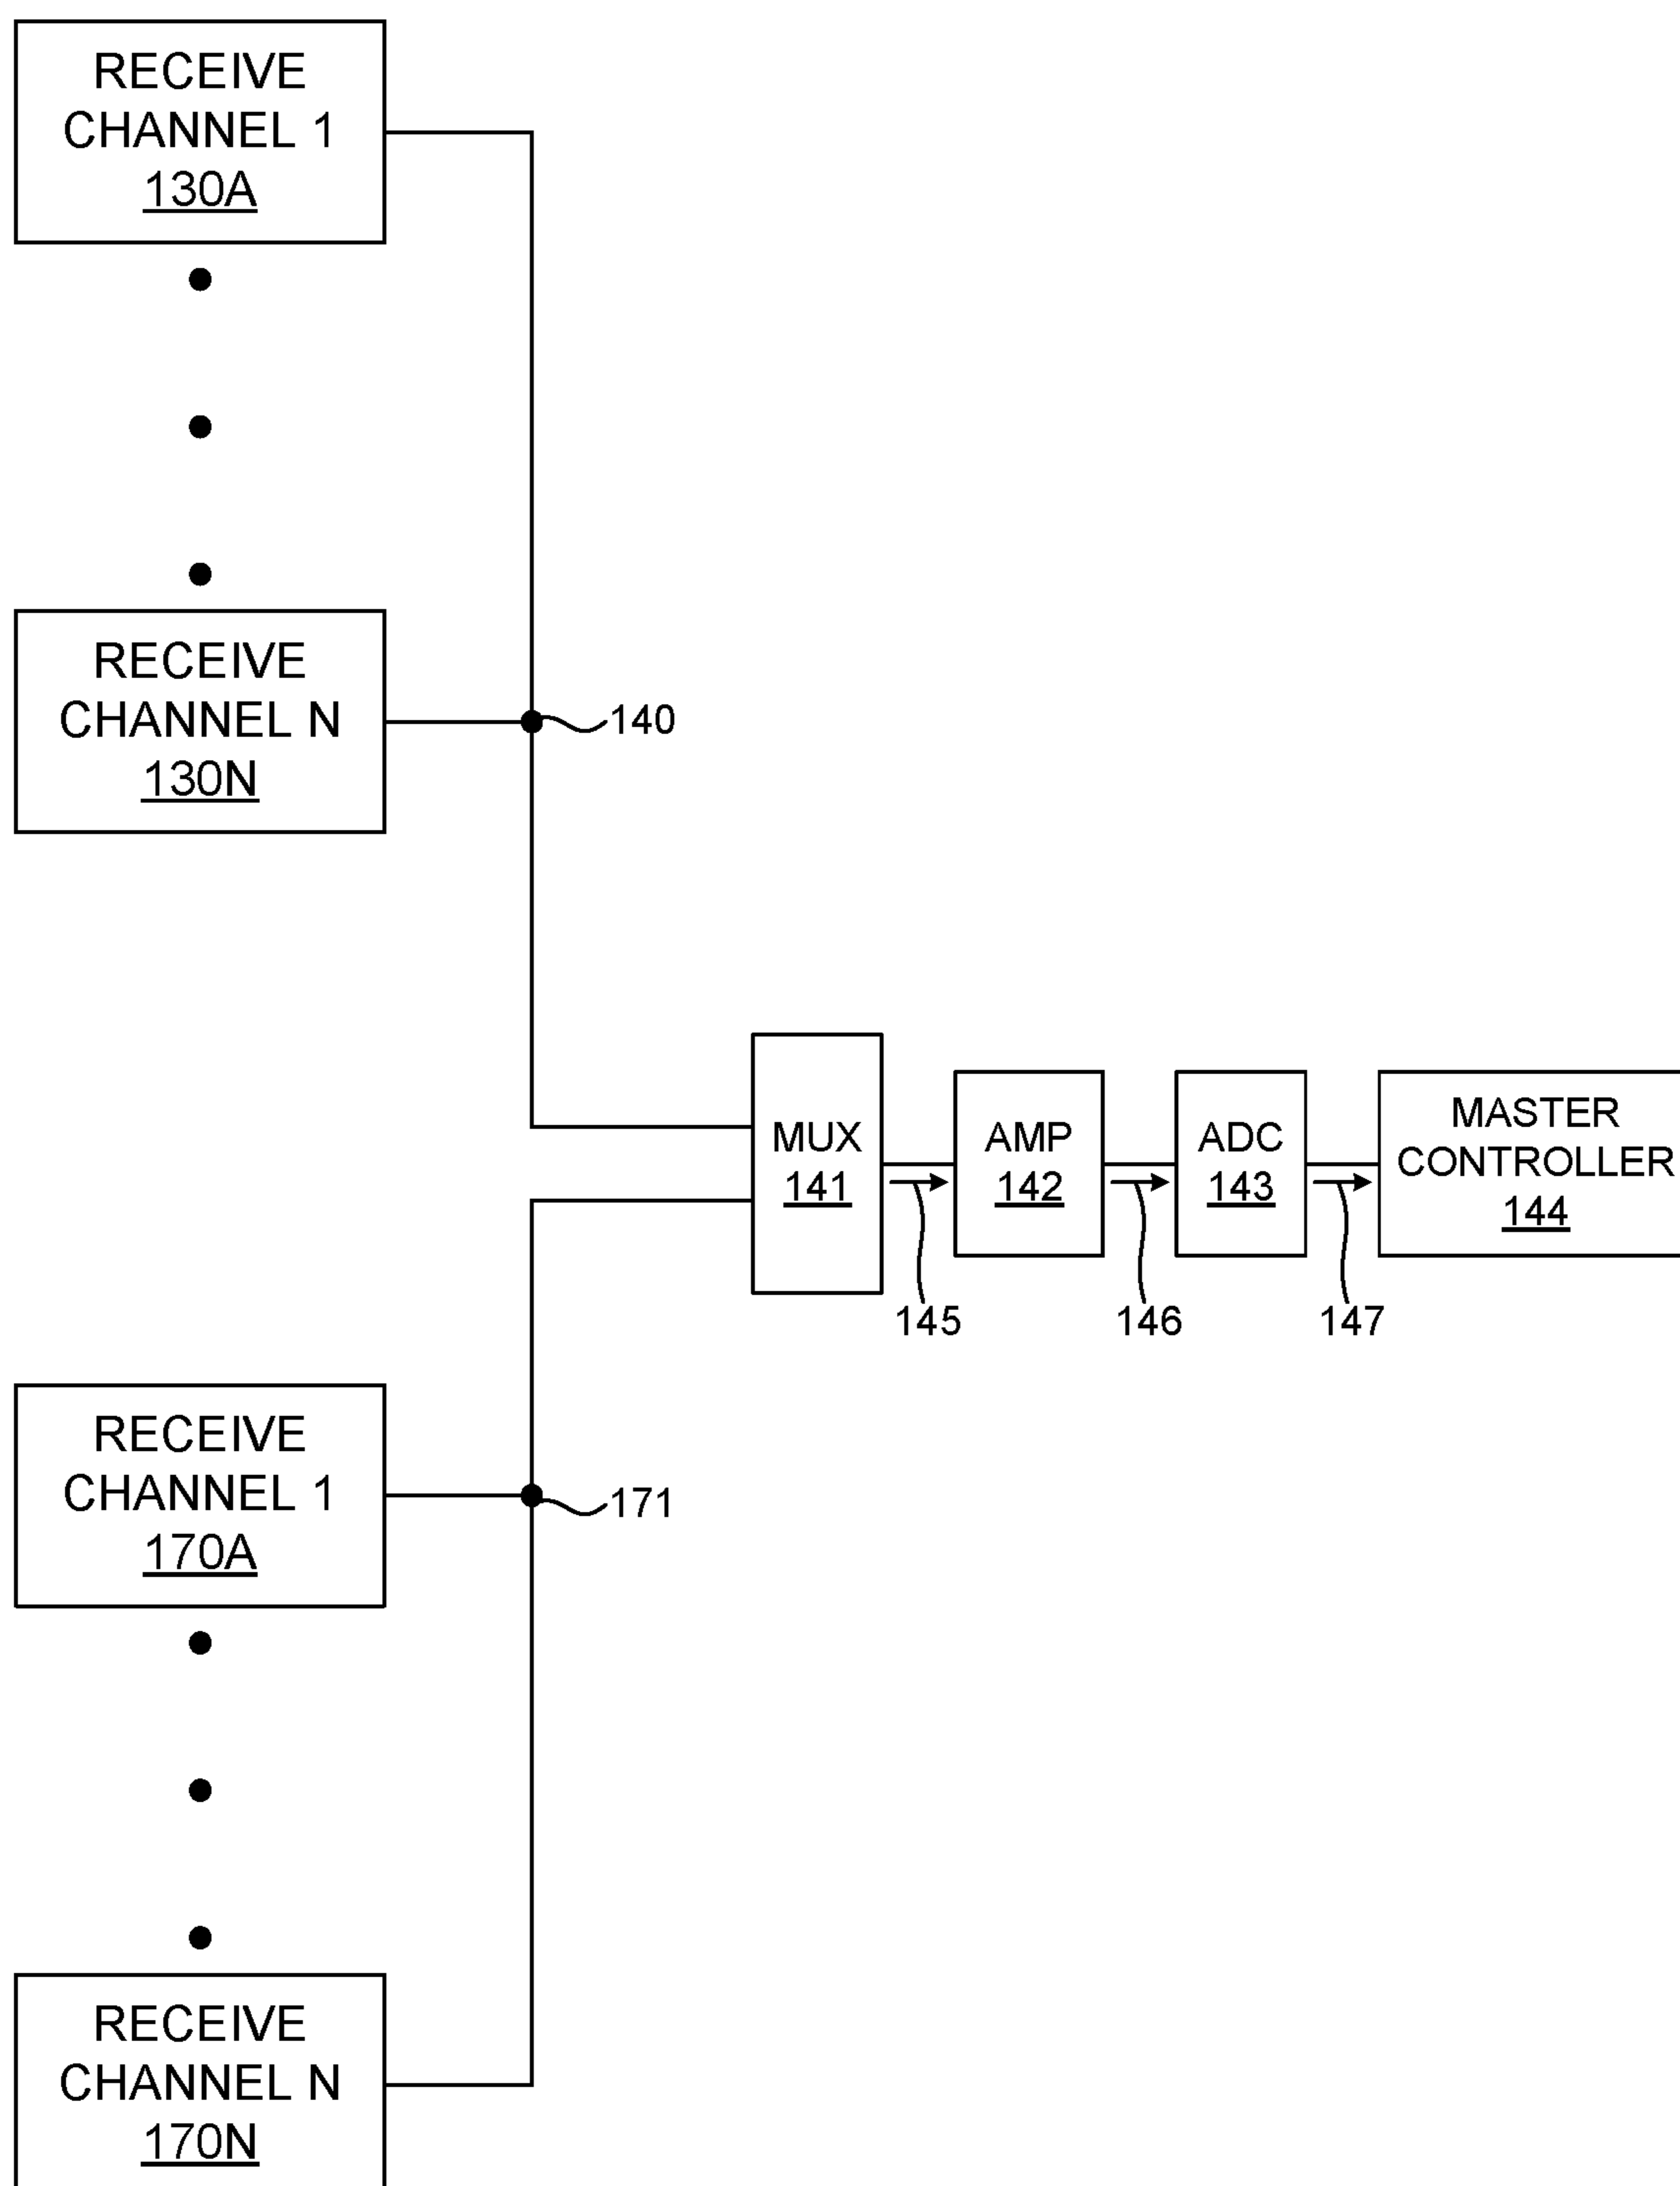 RECEIVE
CHANNEL 1
130A
RECEIVE
CHANNEL N
130N
140
MUX
141
AMP
142
ADC
143
MASTER
CONTROLLER
144
145
146
147
RECEIVE
CHANNEL 1
170A
171
RECEIVE
CHANNEL N
170N